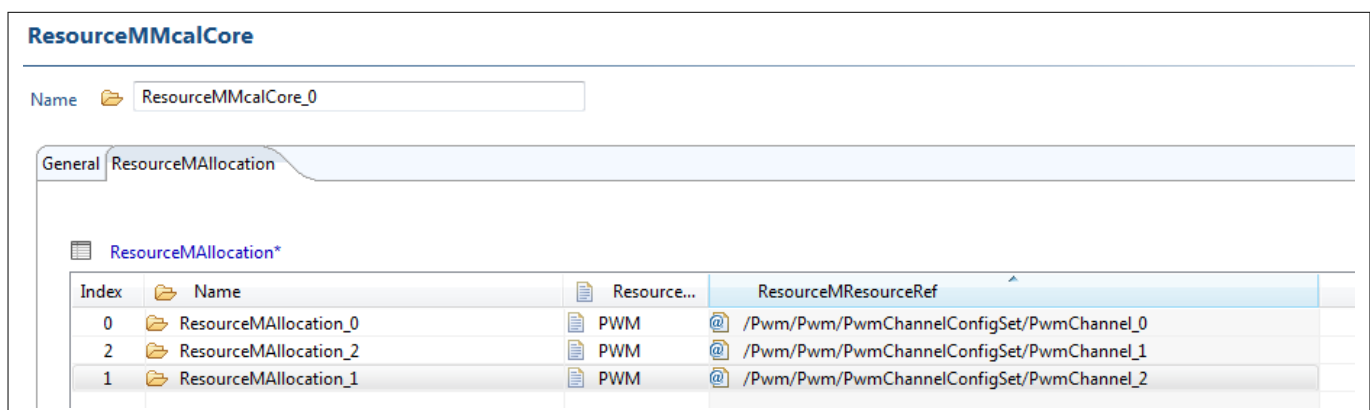 ResourceMMcalCore
Name ResourceMMcalCore_0
General ResourceMAllocation
ResourceMAllocation*
Index Name Resource... ResourceMResourceRef
0 ResourceMAllocation_0 PWM /Pwm/Pwm/PwmChannelConfigSet/PwmChannel_0
2 ResourceMAllocation_2 PWM /Pwm/Pwm/PwmChannelConfigSet/PwmChannel_1
1 ResourceMAllocation_1 PWM /Pwm/Pwm/PwmChannelConfigSet/PwmChannel_2